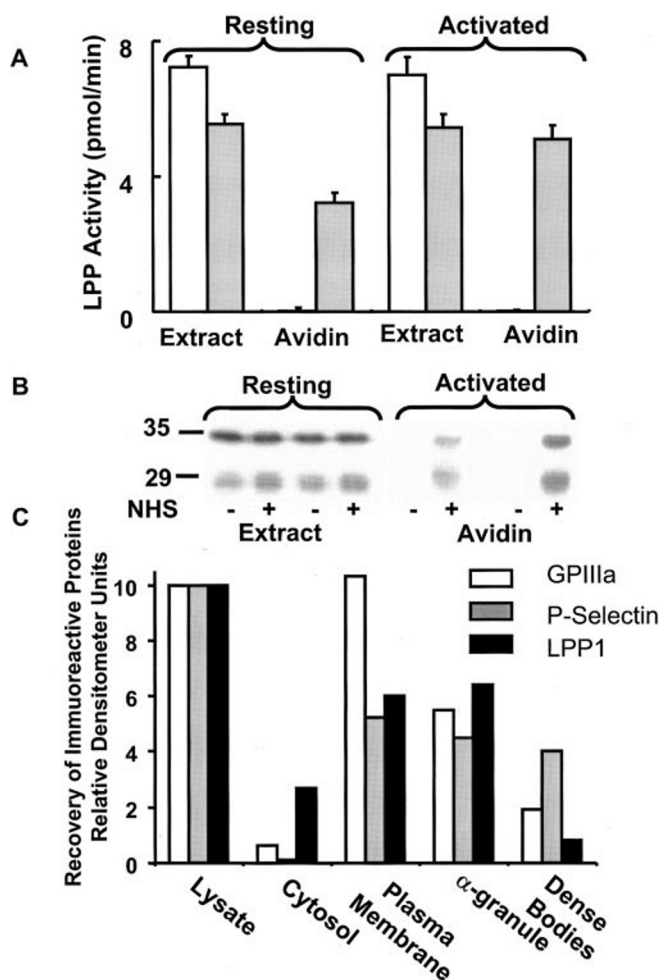 A
Resting
Activated
LPP Activity (pmol/min)
8
4
0
Extract
Avidin
Extract
Avidin
B
Resting
Activated
35
29
NHS - + - + - + - +
Extract
Avidin
C
Recovery of Immuoreactive Proteins
Relative Densitometer Units
10
8
6
4
2
0
GPIIIa
P-Selectin
LPP1
Lysate
Cytosol
Plasma
Membrane
α-granule
Dense
Bodies